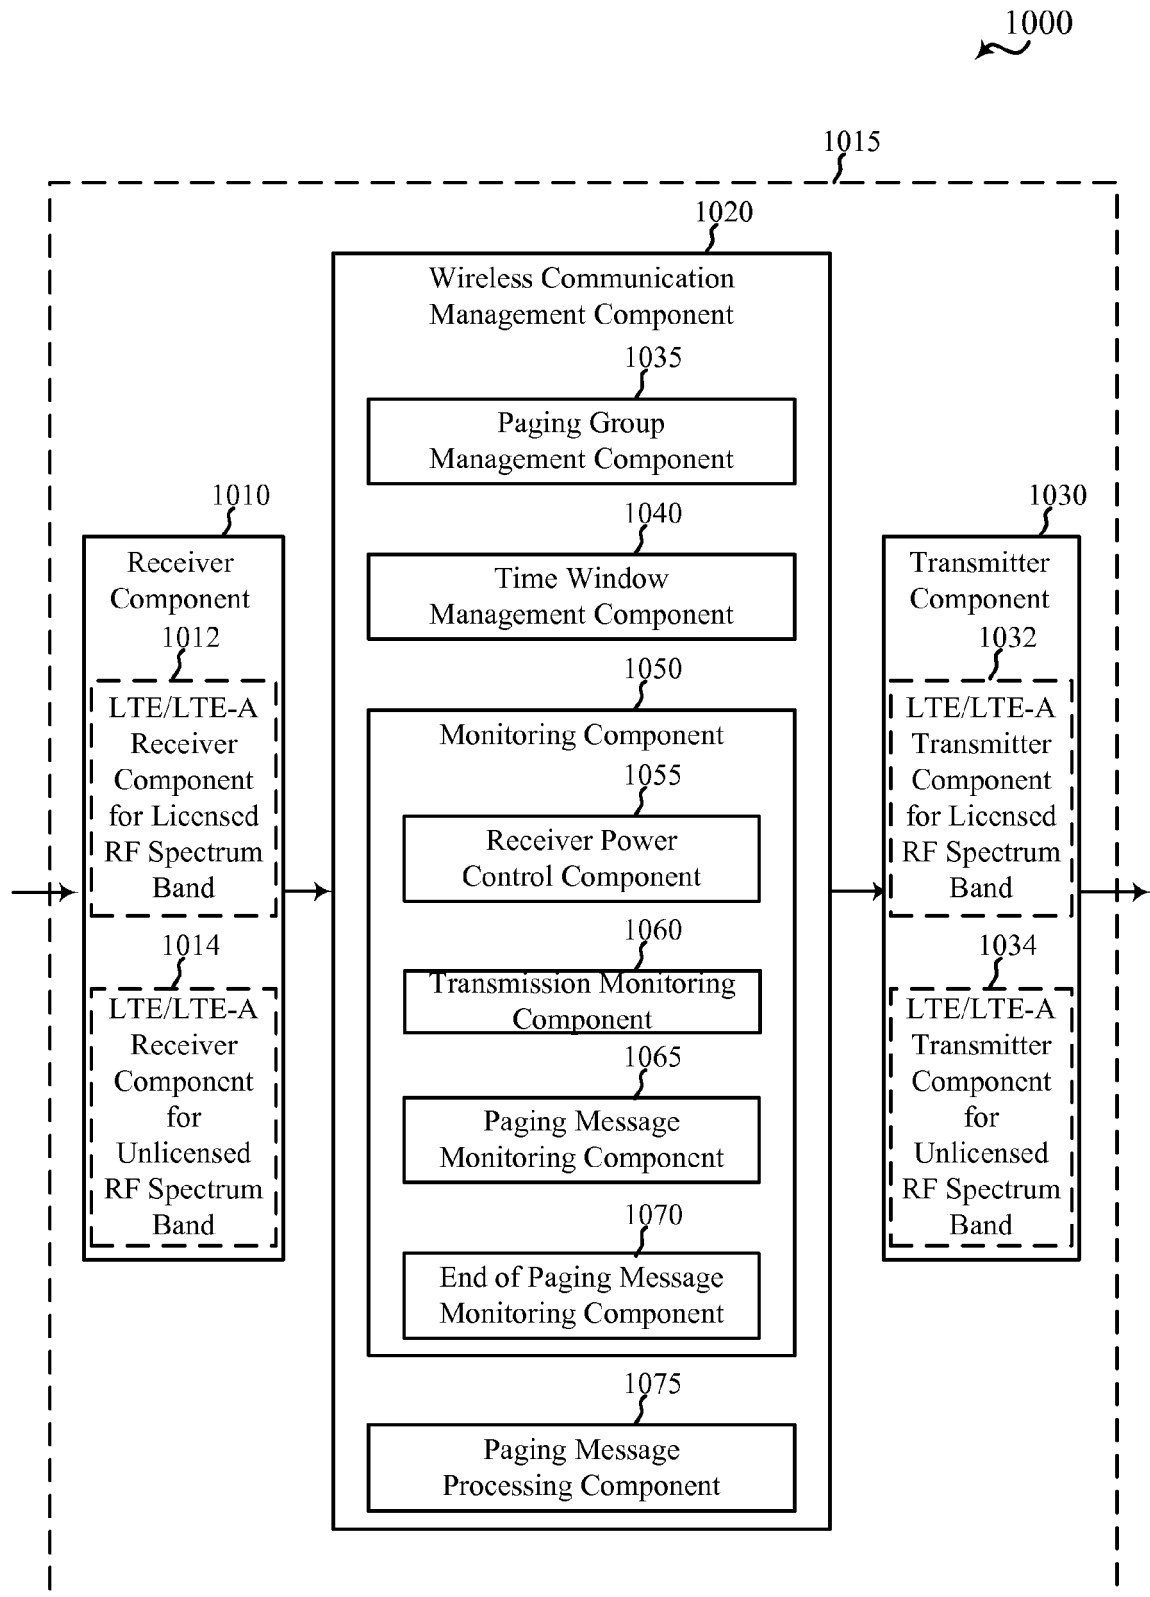 1000
1015
1020
Wireless Communication
Management Component
1035
Paging Group
Management Component
1040
Time Window
Management Component
1050
Monitoring Component
1055
Receiver Power
Control Component
1060
Transmission Monitoring
Component
1065
Paging Message
Monitoring Component
1070
End of Paging Message
Monitoring Component
1075
Paging Message
Processing Component
1010
Receiver
Component
1012
LTE/LTE-A
Receiver
Component
for Licensed
RF Spectrum
Band
1014
LTE/LTE-A
Receiver
Component
for
Unlicensed
RF Spectrum
Band
1030
Transmitter
Component
1032
LTE/LTE-A
Transmitter
Component
for Licensed
RF Spectrum
Band
1034
LTE/LTE-A
Transmitter
Component
for
Unlicensed
RF Spectrum
Band